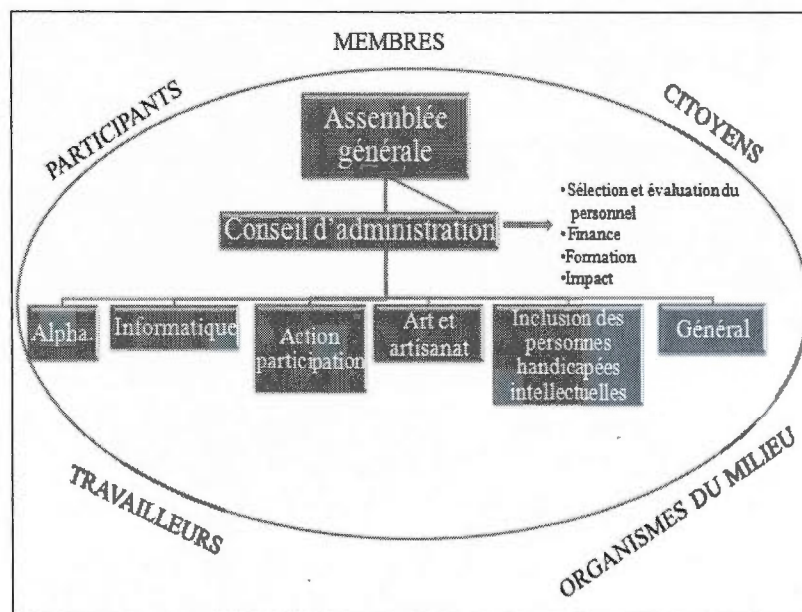 MEMBRES
PARTICIPANTS
CITOYENS
Assemblée
générale
Conseil d'administration
•Sélection et évaluation du
personnel
•Finance
•Formation
•Impact
Alpha.
Informatique
Action
participation
Art et
artisanat
Inclusion des
personnes
handicapées
intellectuelles
Général
TRAVAILLEURS
ORGANISMES DU MILIEU